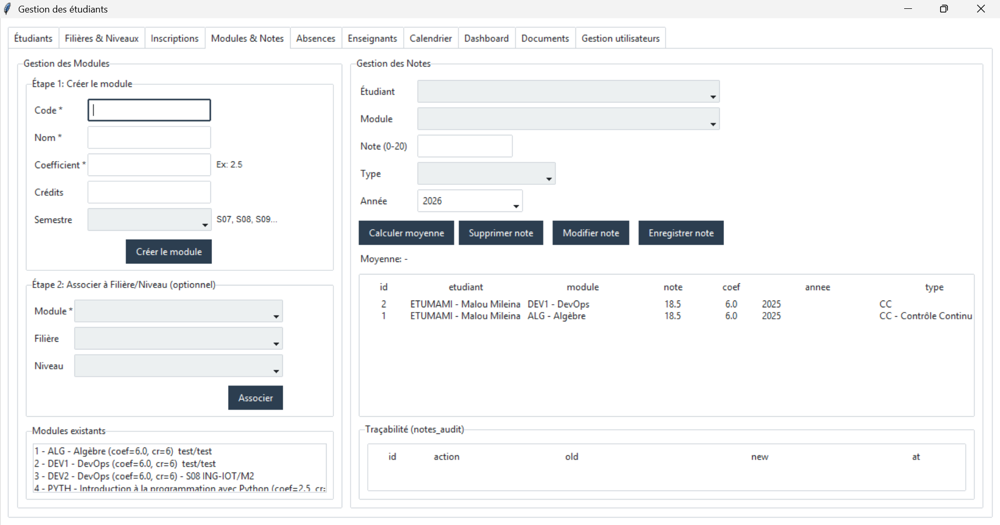 Gestion des étudiants
Étudiants Filières & Niveaux Inscriptions Modules & Notes Absences Enseignants Calendrier Dashboard Documents Gestion utilisateurs
Gestion des Modules
Étape 1: Créer le module
Code *
Nom *
Coefficient * Ex: 2.5
Crédits
Semestre S07, S08, S09...
Créer le module
Étape 2: Associer à Filière/Niveau (optionnel)
Module *
Filière
Niveau
Associer
Modules existants
1 - ALG - Algèbre (coef=6.0, cr=6) test/test
2 - DEV1 - DevOps (coef=6.0, cr=6) test/test
3 - DEV2 - DevOps (coef=6.0, cr=6) - S08 ING-IOT/M2
4 - PYTH - Introduction à la programmation avec Python (coef=2.5, cr=
Gestion des Notes
Étudiant
Module
Note (0-20)
Type
Année 2026
Calculer moyenne Supprimer note Modifier note Enregistrer note
Moyenne: -
id etudiant module note coef annee type
2 ETUMAMI - Malou Mileina DEV1 - DevOps 18.5 6.0 2025 CC
1 ETUMAMI - Malou Mileina ALG - Algèbre 18.5 6.0 2025 CC - Contrôle Continu
Traçabilité (notes_audit)
id action old new at